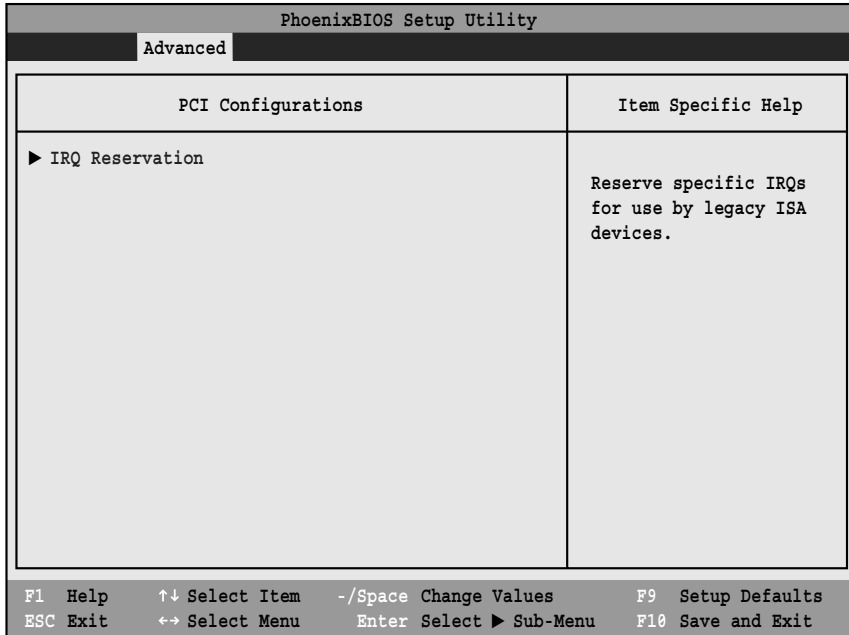 PhoenixBIOS Setup Utility
Advanced
PCI Configurations
Item Specific Help
▶ IRQ Reservation
Reserve specific IRQs
for use by legacy ISA
devices.
F1 Help ↑↓ Select Item -/Space Change Values F9 Setup Defaults
ESC Exit ←→ Select Menu Enter Select ▶ Sub-Menu F10 Save and Exit